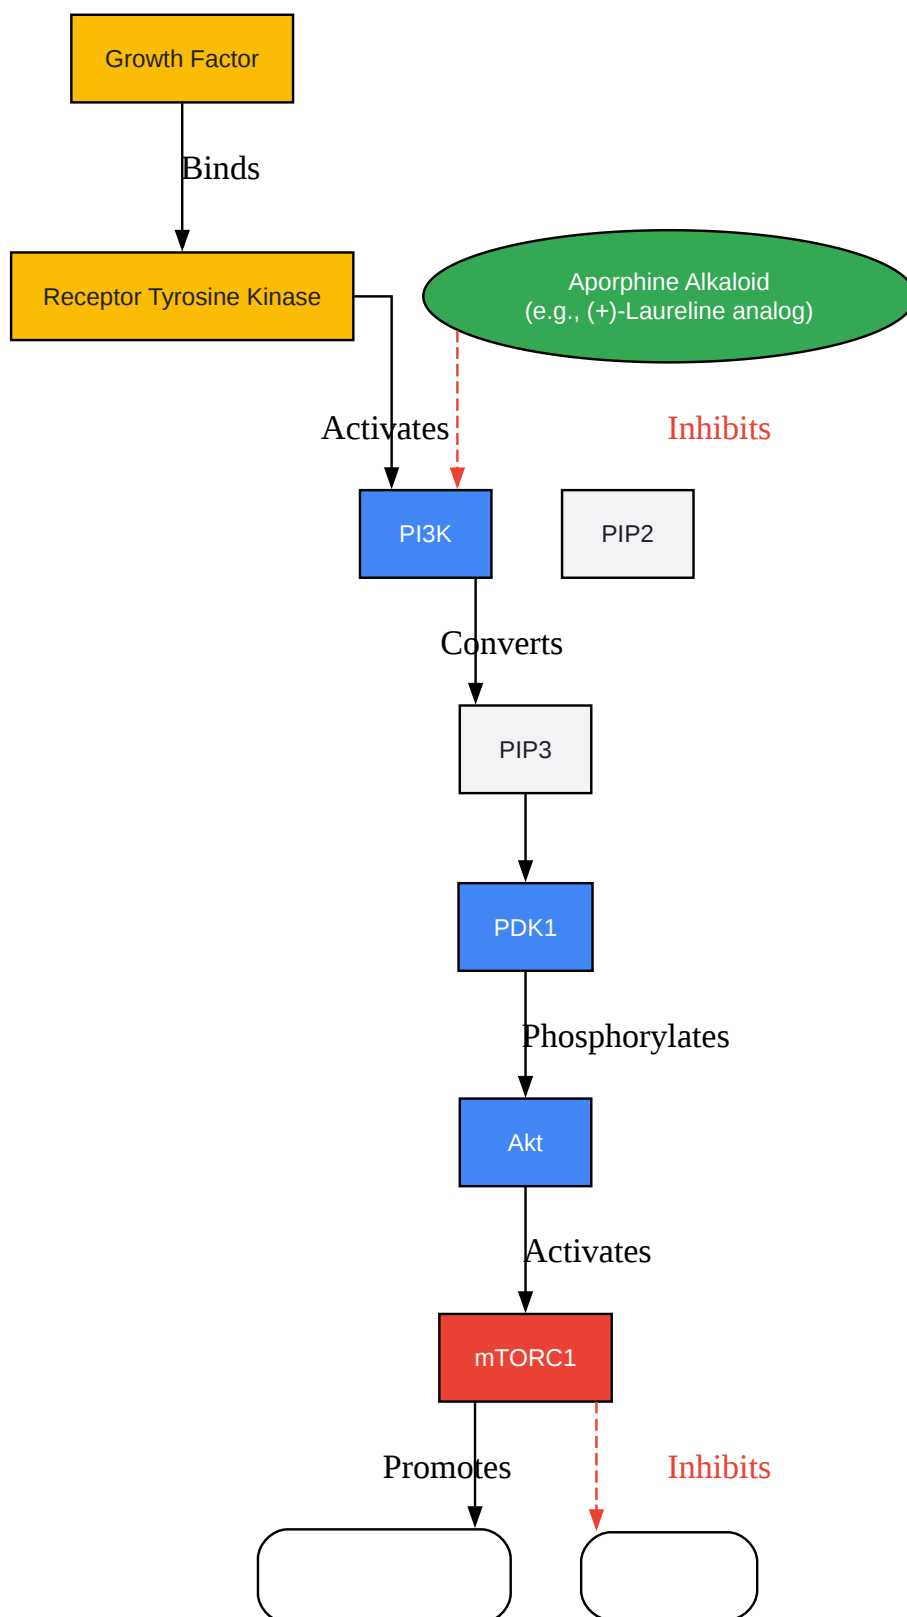 Growth Factor
Binds
Receptor Tyrosine Kinase
Aporphine Alkaloid
(e.g., (+)-Laureline analog)
Activates
Inhibits
PI3K
PIP2
Converts
PIP3
PDK1
Phosphorylates
Akt
Activates
mTORC1
Promotes
Inhibits